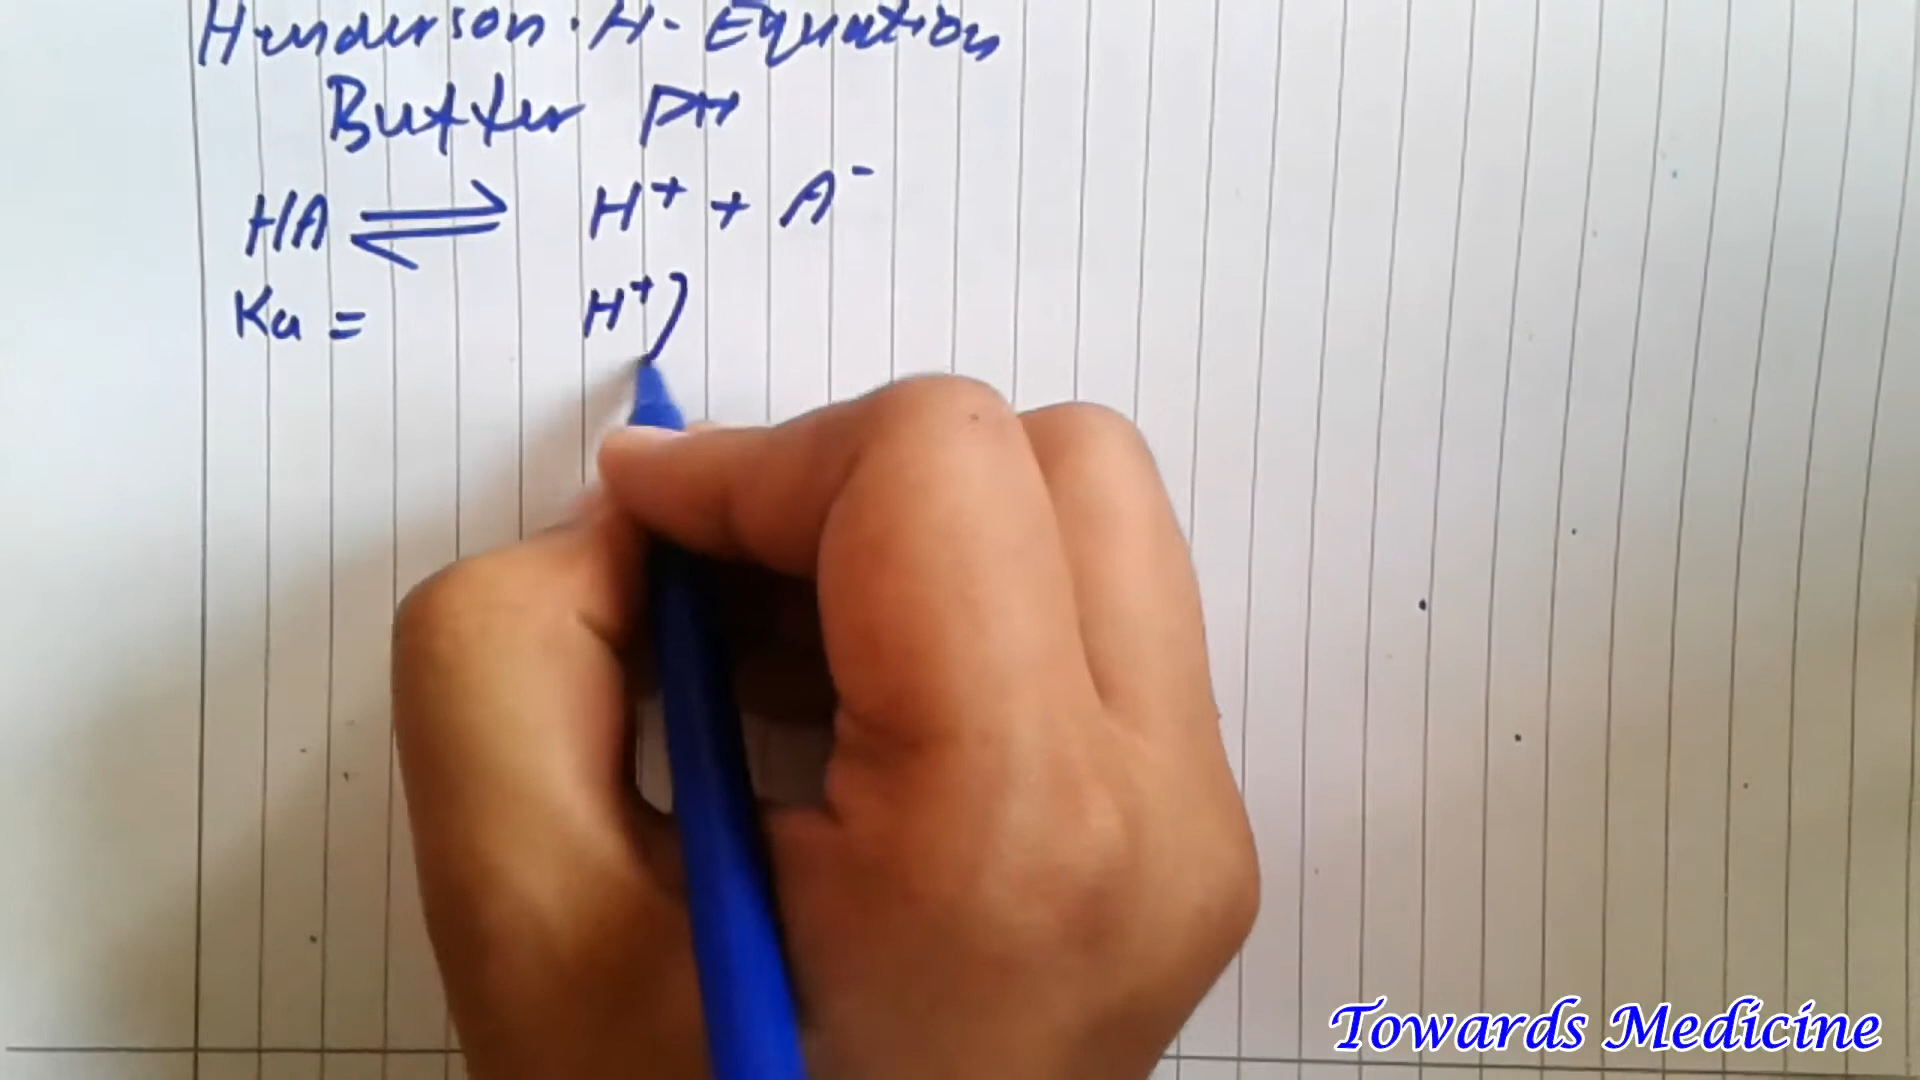 Henderson. H- Equation
Buffer PH
HA ⇌ H⁺ + A⁻
Ka = H⁺)
Towards Medicine